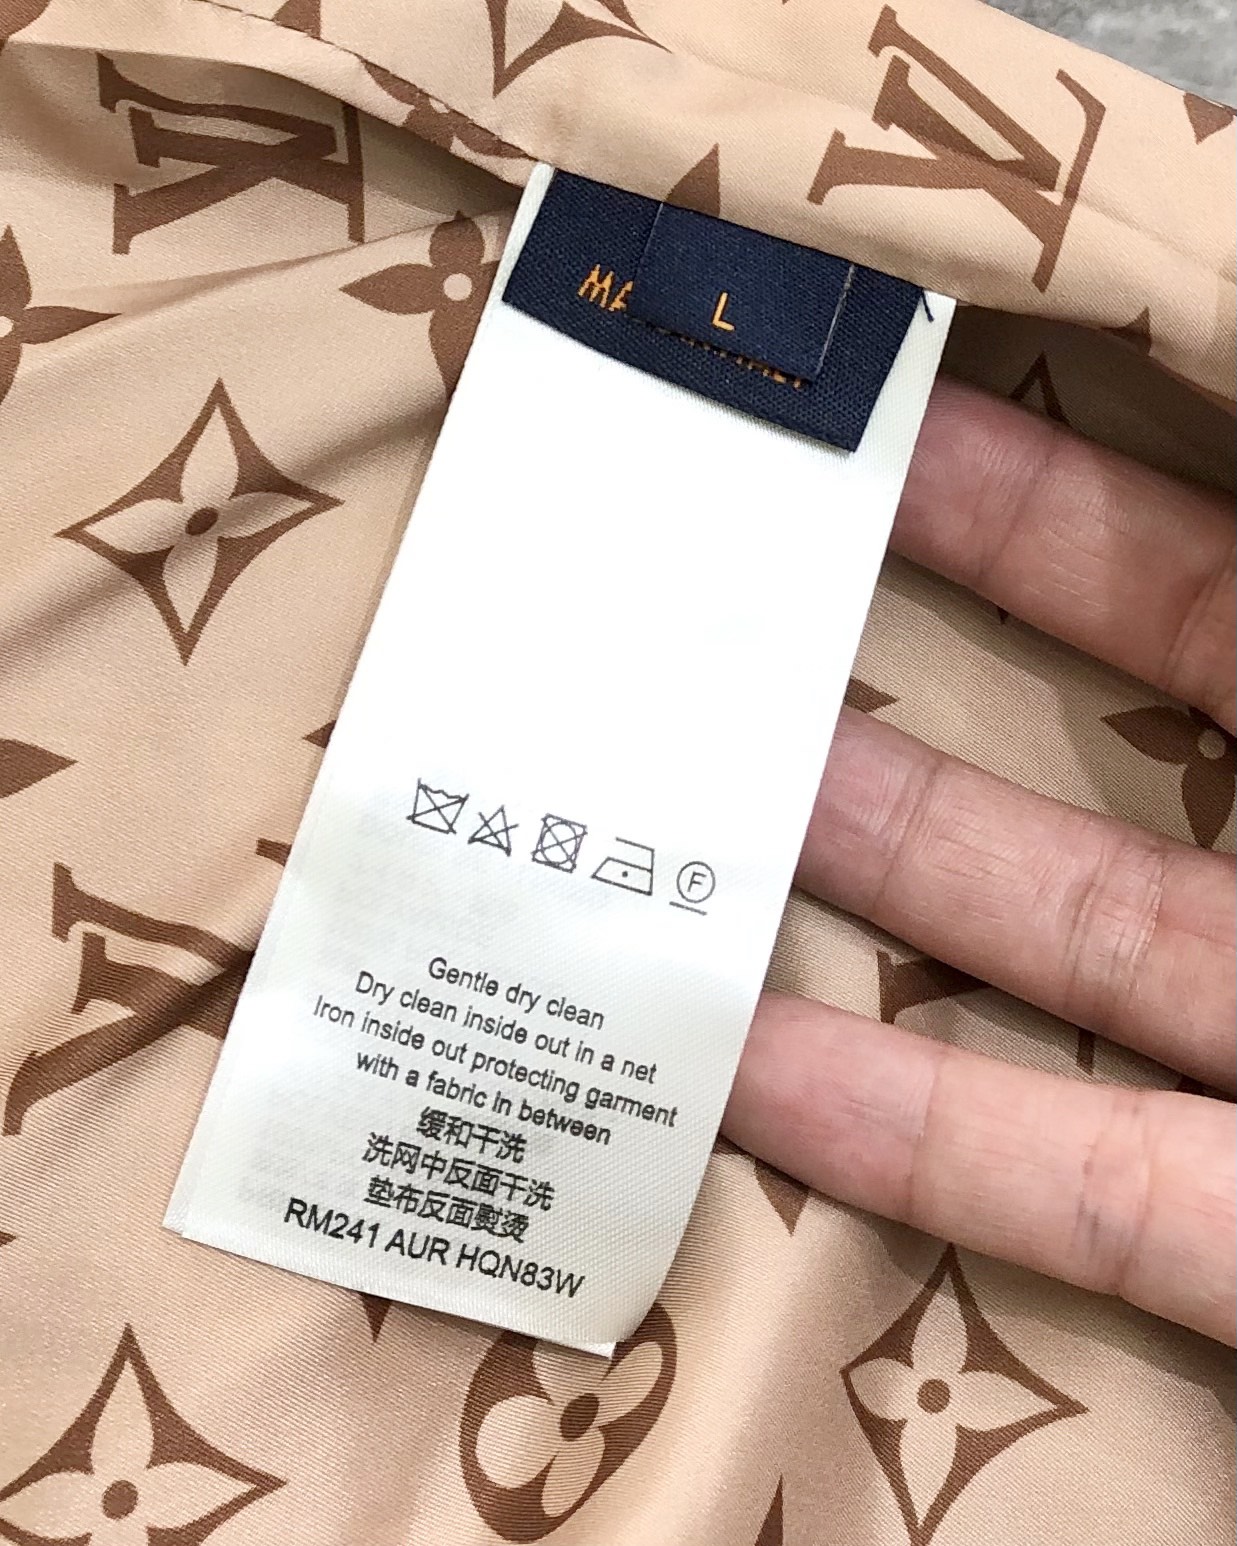 L
Gentle dry clean
Dry clean inside out in a net
Iron inside out protecting garment
with a fabric in between
缓和干洗
洗网中反面干洗
垫布反面熨烫
RM241 AUR HQN83W